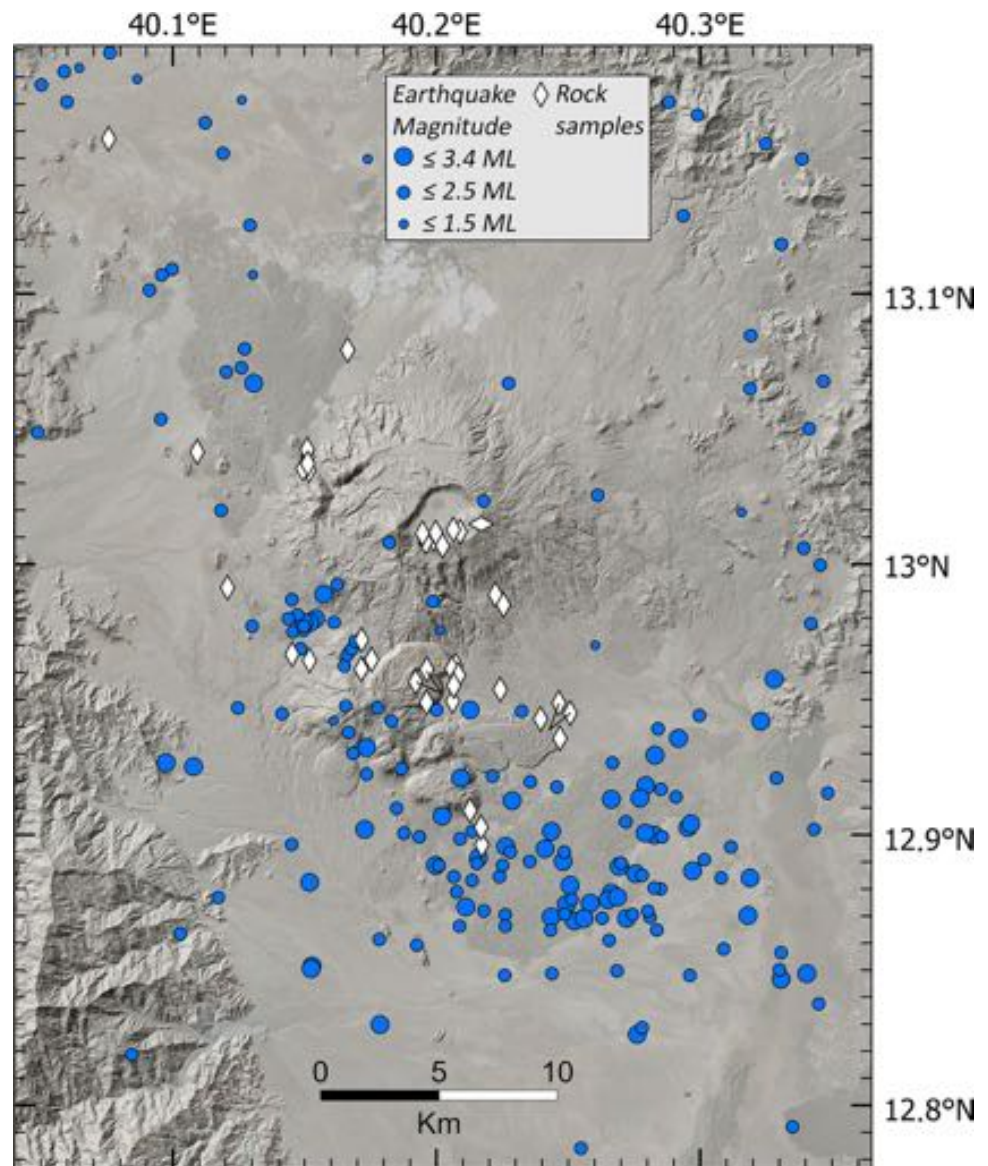 40.1°E 40.2°E 40.3°E
Earthquake Rock
Magnitude samples
≤ 3.4 ML
≤ 2.5 ML
≤ 1.5 ML
13.1°N
13°N
12.9°N
12.8°N
0 5 10
Km